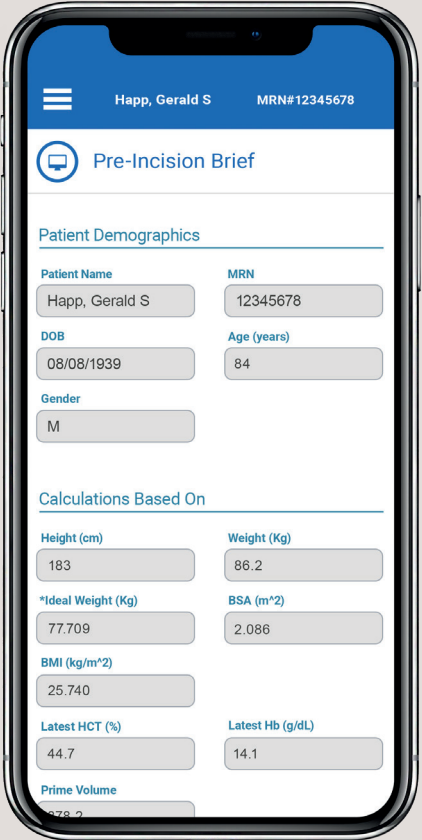 Happ, Gerald S MRN#12345678
Pre-Incision Brief
Patient Demographics
Patient Name MRN
Happ, Gerald S 12345678
DOB Age (years)
08/08/1939 84
Gender
M
Calculations Based On
Height (cm) Weight (Kg)
183 86.2
*Ideal Weight (Kg) BSA (m^2)
77.709 2.086
BMI (kg/m^2)
25.740
Latest HCT (%) Latest Hb (g/dL)
44.7 14.1
Prime Volume